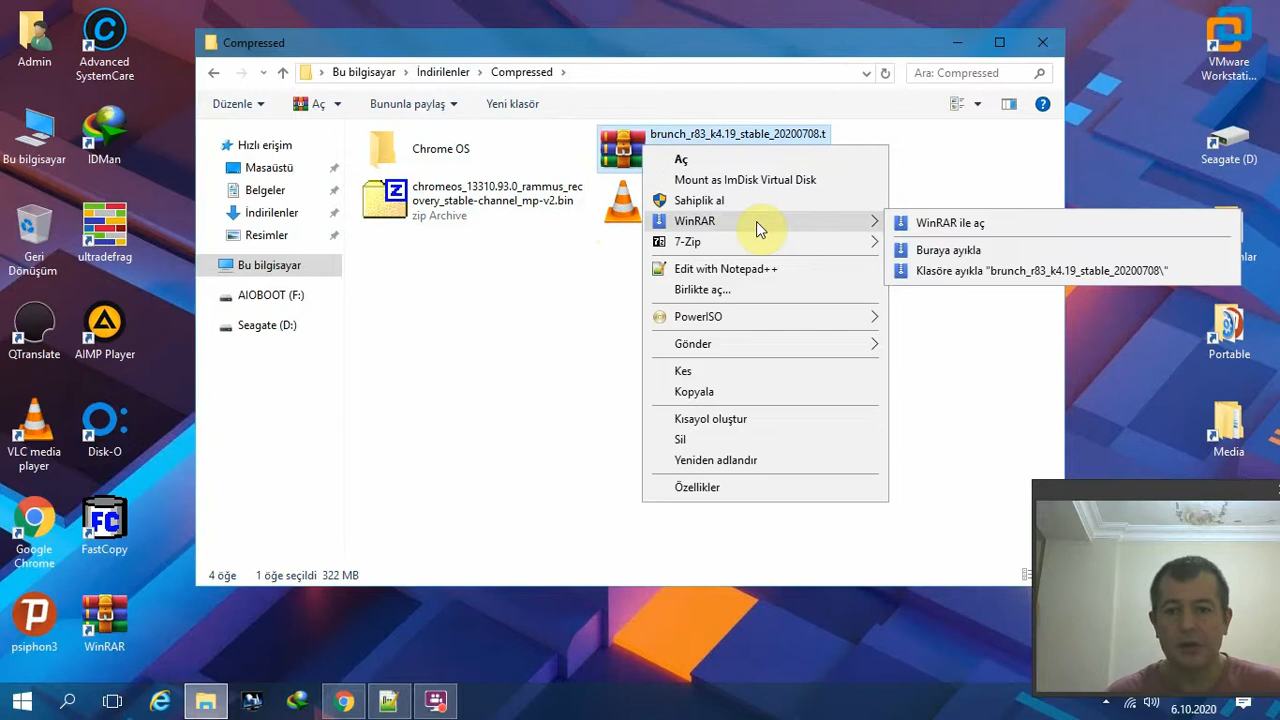 Admin
Advanced
SystemCare
Bu bilgisayar
IDMan
Geri
Dönüşüm
ultradefrag
QTranslate
AIMP Player
VLC media
player
Disk-O
Google
Chrome
FC
FastCopy
psiphon3
WinRAR
Compressed
Bu bilgisayar
İndirilenler
Compressed
Ara: Compressed
Düzenle
Aç
Bununla paylaş
Yeni klasör
Hızlı erişim
Masaüstü
Belgeler
İndirilenler
Resimler
Bu bilgisayar
AIOBOOT (F:)
Seagate (D:)
Chrome OS
brunch_r83_k4.19_stable_20200708.t
chromeos_13310.93.0_rammus_rec
overy_stable-channel_mp-v2.bin
zip Archive
Aç
Mount as ImDisk Virtual Disk
Sahiplik al
WinRAR
7-Zip
Edit with Notepad++
Birlikte aç...
PowerISO
Gönder
Kes
Kopyala
Kısayol oluştur
Sil
Yeniden adlandır
Özellikler
WinRAR ile aç
Buraya ayıkla
Klasöre ayıkla "brunch_r83_k4.19_stable_20200708\"
4 öğe
1 öğe seçildi 322 MB
VMware
Workstati...
Seagate (D)
Portable
Media
6.10.2020